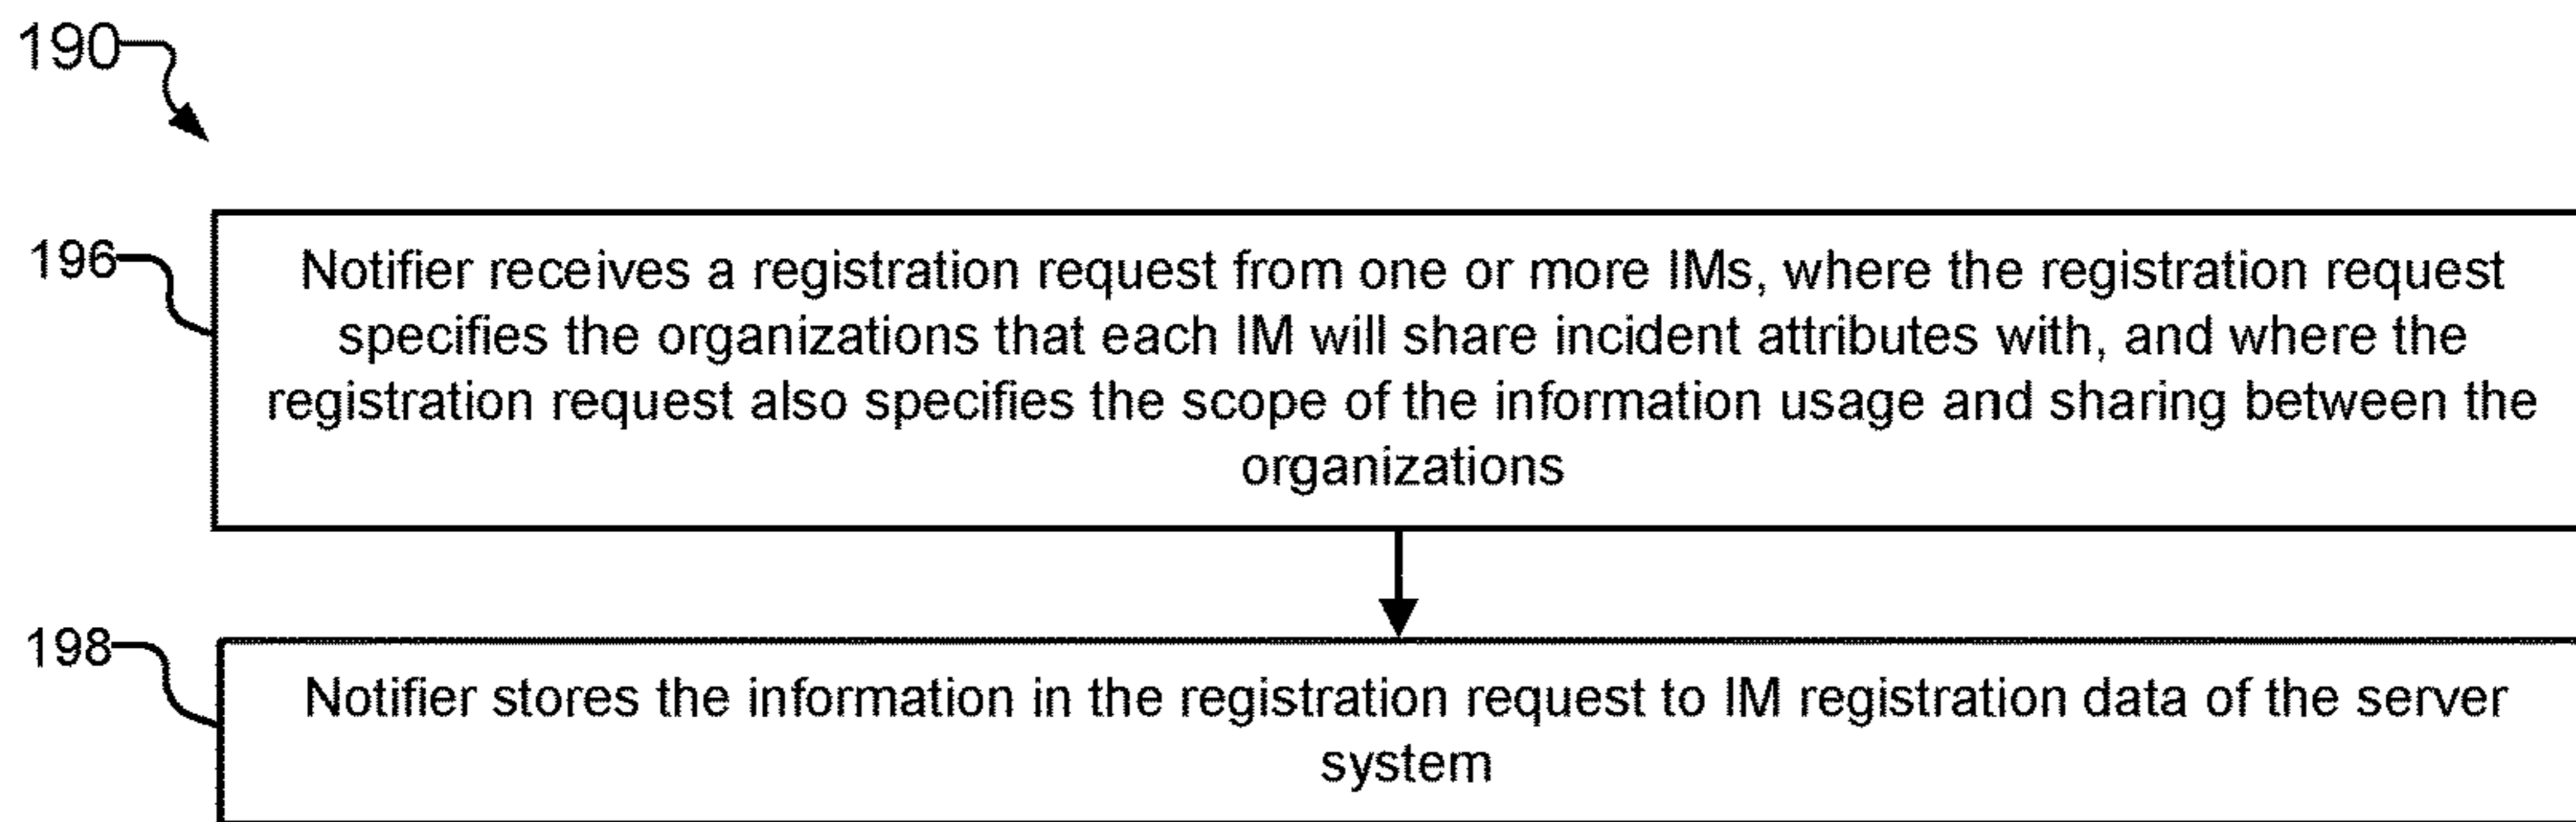 190
196
Notifier receives a registration request from one or more IMs, where the registration request
specifies the organizations that each IM will share incident attributes with, and where the
registration request also specifies the scope of the information usage and sharing between the
organizations
198
Notifier stores the information in the registration request to IM registration data of the server
system